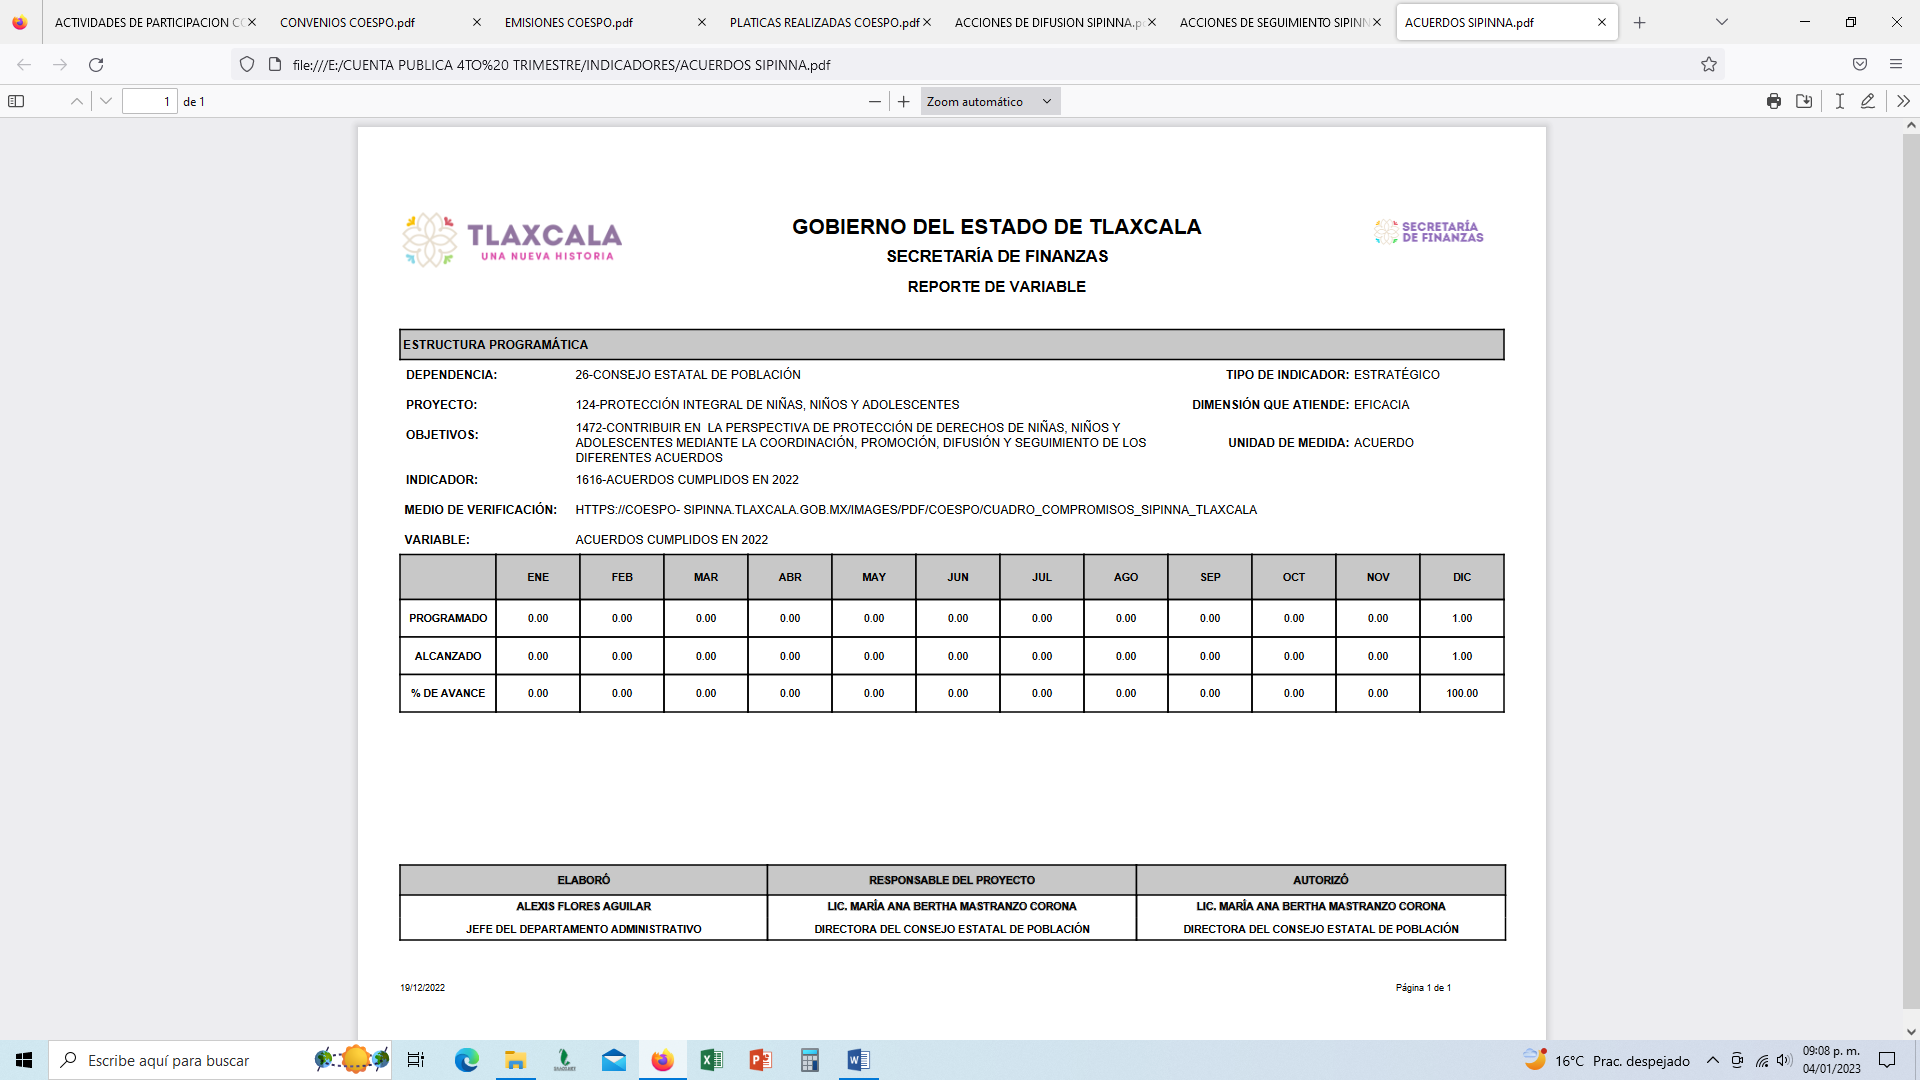 ACTIVIDADES DE PARTICIPACION CO
CONVENIOS COESPO.pdf
EMISIONES COESPO.pdf
PLATICAS REALIZADAS COESPO.pdf
ACCIONES DE DIFUSION SIPINNA.pd
ACCIONES DE SEGUIMIENTO SIPINN
ACUERDOS SIPINNA.pdf
file:///E:/CUENTA PUBLICA 4TO%20 TRIMESTRE/INDICADORES/ACUERDOS SIPINNA.pdf
1 de 1
Zoom automático
TLAXCALA
UNA NUEVA HISTORIA
GOBIERNO DEL ESTADO DE TLAXCALA
SECRETARÍA DE FINANZAS
REPORTE DE VARIABLE
SECRETARÍA
DE FINANZAS
ESTRUCTURA PROGRAMÁTICA
DEPENDENCIA: 26-CONSEJO ESTATAL DE POBLACIÓN TIPO DE INDICADOR: ESTRATÉGICO
PROYECTO: 124-PROTECCIÓN INTEGRAL DE NIÑAS, NIÑOS Y ADOLESCENTES DIMENSIÓN QUE ATIENDE: EFICACIA
OBJETIVOS: 1472-CONTRIBUIR EN LA PERSPECTIVA DE PROTECCIÓN DE DERECHOS DE NIÑAS, NIÑOS Y
ADOLESCENTES MEDIANTE LA COORDINACIÓN, PROMOCIÓN, DIFUSIÓN Y SEGUIMIENTO DE LOS
DIFERENTES ACUERDOS
UNIDAD DE MEDIDA: ACUERDO
INDICADOR: 1616-ACUERDOS CUMPLIDOS EN 2022
MEDIO DE VERIFICACIÓN: HTTPS://COESPO- SIPINNA.TLAXCALA.GOB.MX/IMAGES/PDF/COESPO/CUADRO_COMPROMISOS_SIPINNA_TLAXCALA
VARIABLE: ACUERDOS CUMPLIDOS EN 2022
ENE FEB MAR ABR MAY JUN JUL AGO SEP OCT NOV DIC
PROGRAMADO 0.00 0.00 0.00 0.00 0.00 0.00 0.00 0.00 0.00 0.00 0.00 1.00
ALCANZADO 0.00 0.00 0.00 0.00 0.00 0.00 0.00 0.00 0.00 0.00 0.00 1.00
% DE AVANCE 0.00 0.00 0.00 0.00 0.00 0.00 0.00 0.00 0.00 0.00 0.00 100.00
ELABORÓ RESPONSABLE DEL PROYECTO AUTORIZÓ
ALEXIS FLORES AGUILAR LIC. MARÍA ANA BERTHA MASTRANZO CORONA LIC. MARÍA ANA BERTHA MASTRANZO CORONA
JEFE DEL DEPARTAMENTO ADMINISTRATIVO DIRECTORA DEL CONSEJO ESTATAL DE POBLACIÓN DIRECTORA DEL CONSEJO ESTATAL DE POBLACIÓN
19/12/2022 Página 1 de 1
Escribe aquí para buscar
16°C Prac. despejado
09:08 p. m.
04/01/2023